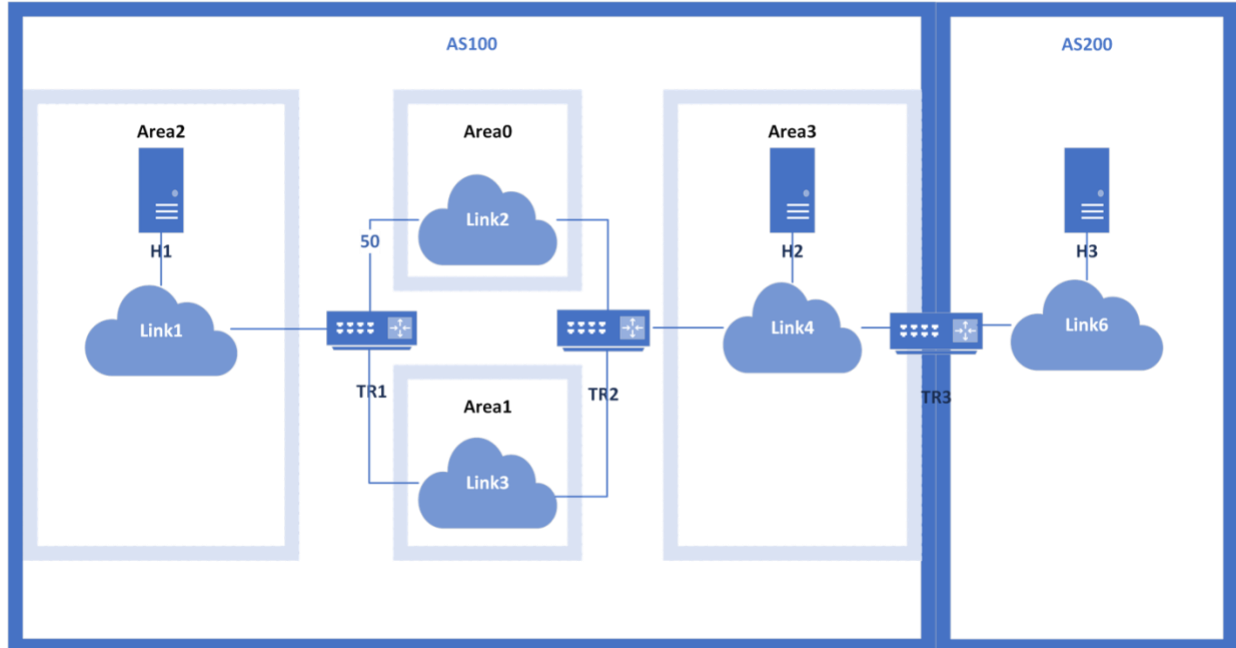 AS100
AS200
Area2
Area0
Area3
Link2
50
H1
H2
H3
Link1
Link4
Link6
TR1
TR2
TR3
Area1
Link3